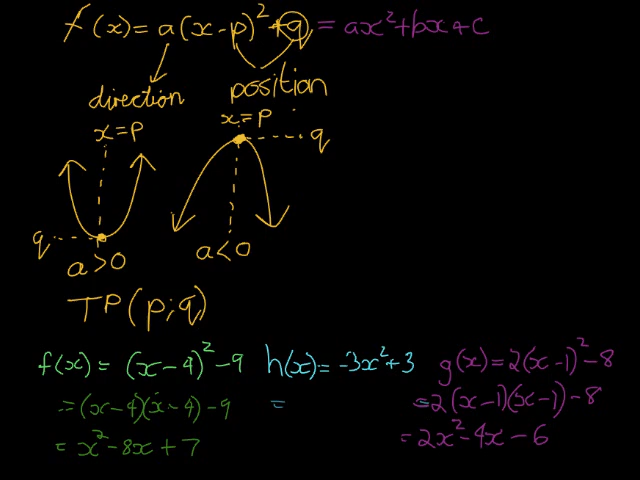 f(x) = a(x-p)² + q = ax² + bx + c
direction position
x = p x = p
q
q
a > 0 a < 0
TP(p;q)
f(x) = (x-4)² - 9 h(x) = -3x² + 3 g(x) = 2(x-1)² - 8
= (x-4)(x-4) - 9 = = 2(x-1)(x-1) - 8
= x² - 8x + 7 = 2x² - 4x - 6